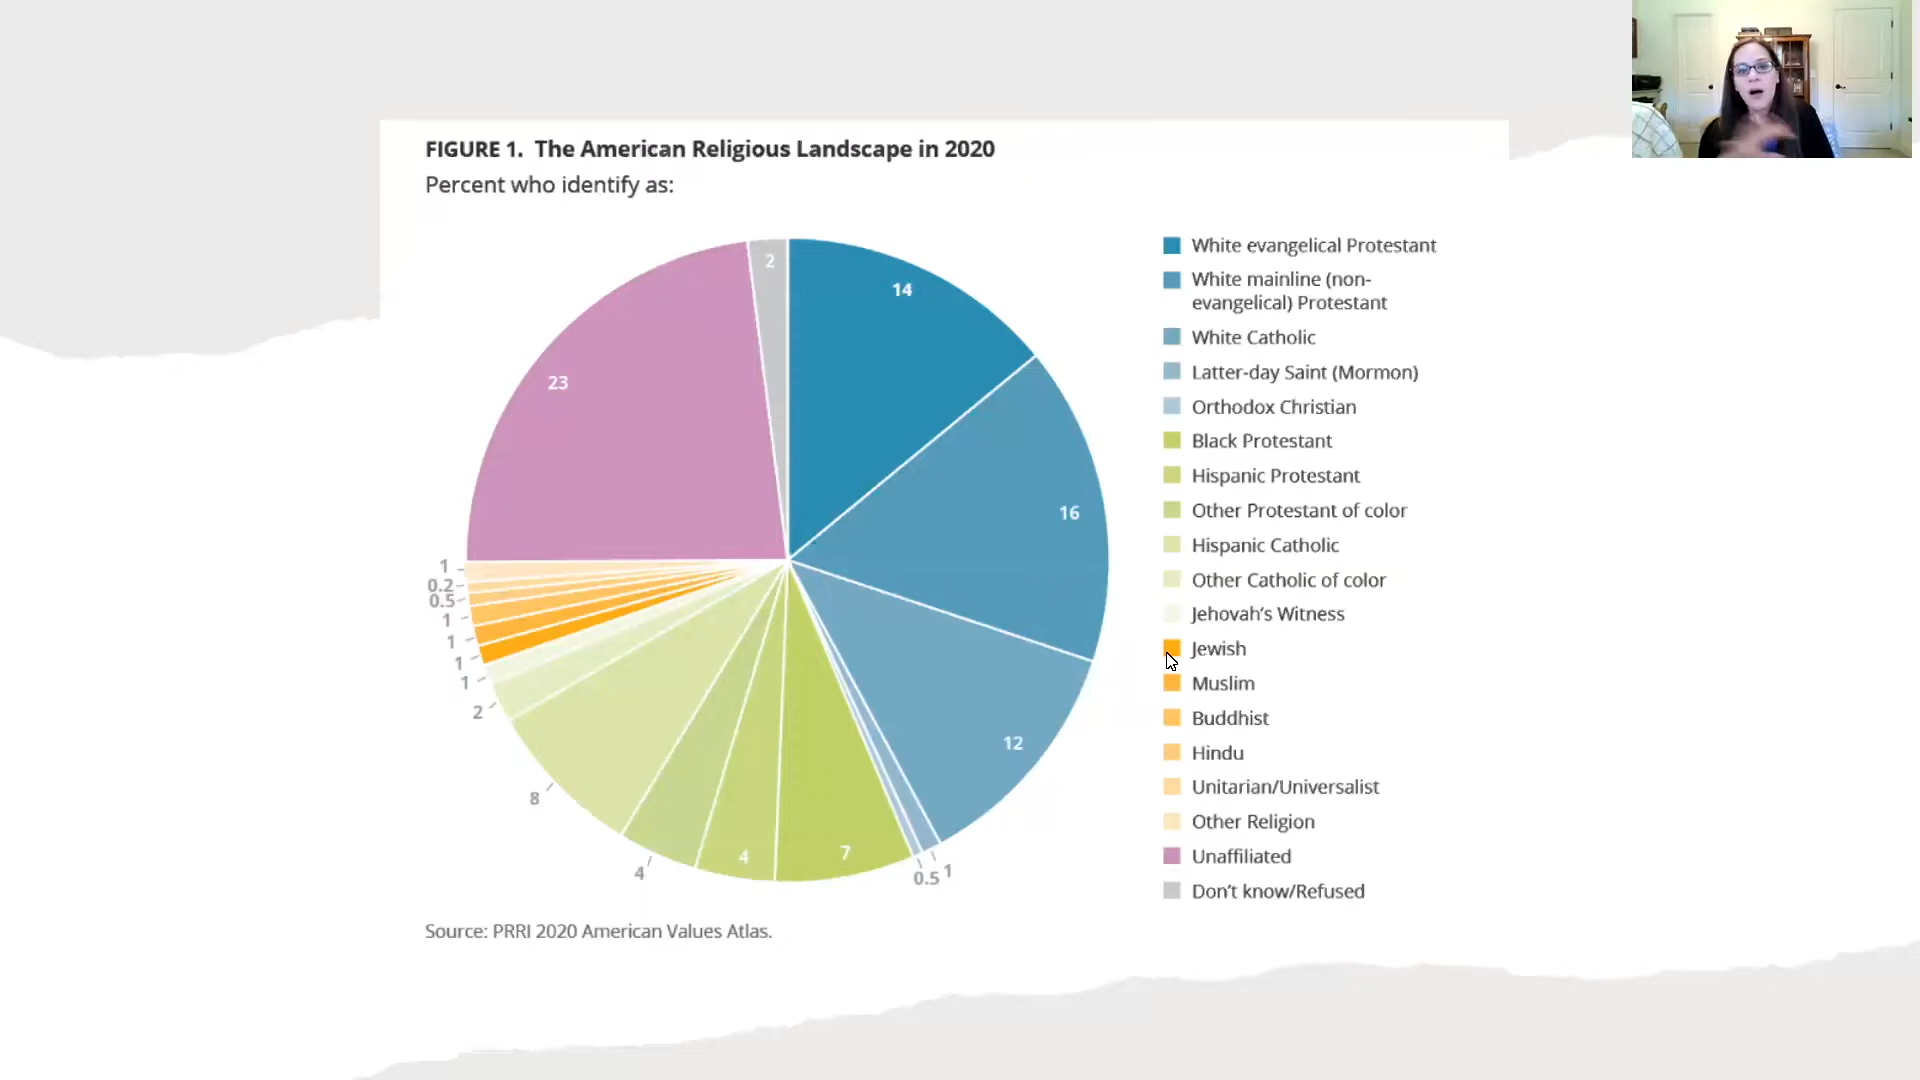 FIGURE 1. The American Religious Landscape in 2020
Percent who identify as:
2
14
23
16
12
1
0.2
0.5
1
1
1
1
2
8
4
4
7
0.5
1
White evangelical Protestant
White mainline (non-
evangelical) Protestant
White Catholic
Latter-day Saint (Mormon)
Orthodox Christian
Black Protestant
Hispanic Protestant
Other Protestant of color
Hispanic Catholic
Other Catholic of color
Jehovah’s Witness
Jewish
Muslim
Buddhist
Hindu
Unitarian/Universalist
Other Religion
Unaffiliated
Don’t know/Refused
Source: PRRI 2020 American Values Atlas.